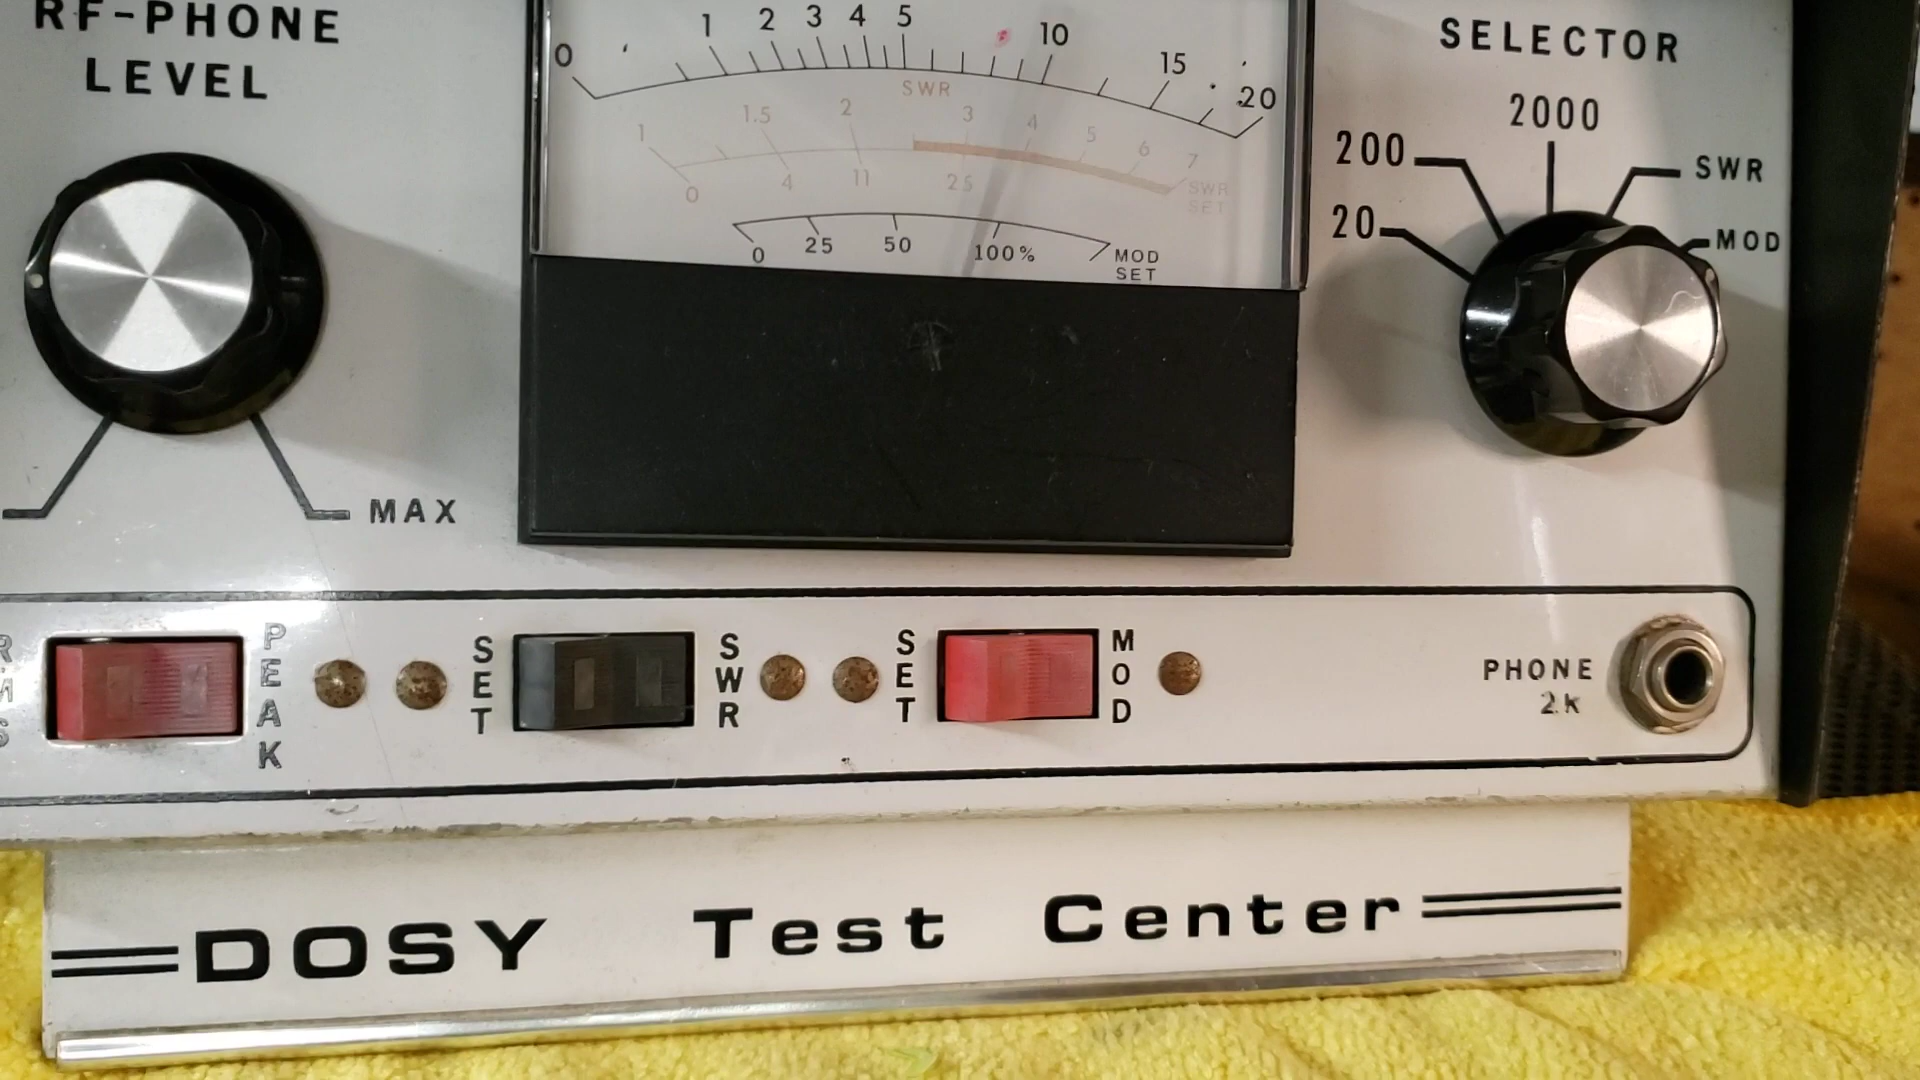 RF-PHONE
LEVEL
MAX
0 1 2 3 4 5 10 15 20
SWR
1 1.5 2 3 4 5 6 7
0 4 11 25 SWR
SET
0 25 50 100% MOD
SET
SELECTOR
2000
200
SWR
20
MOD
RMS
PEAK
SET
SWR
SET
MOD
PHONE
2K
DOSY Test Center